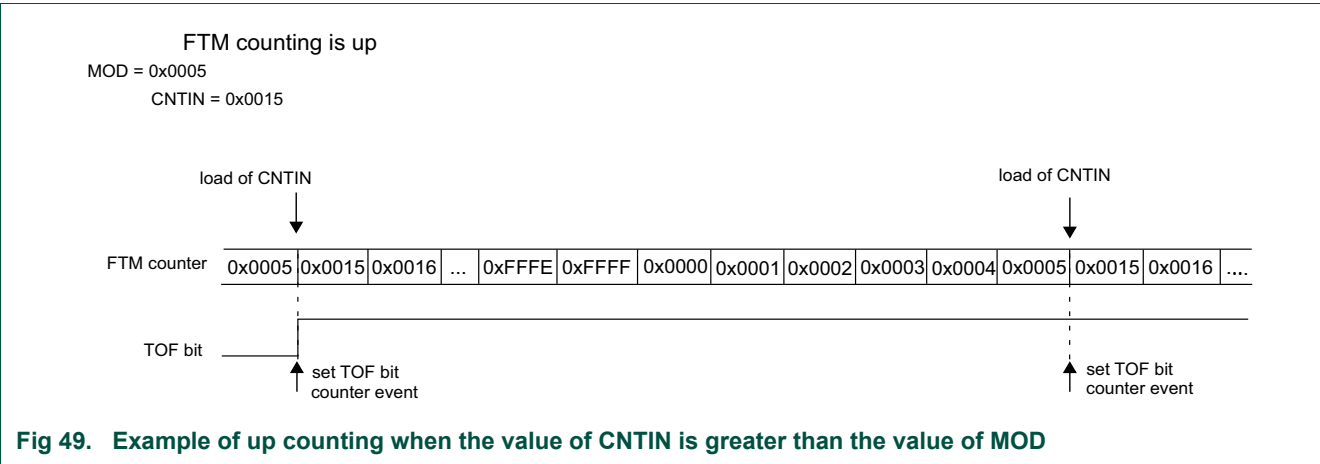 FTM counting is up
MOD = 0x0005
CNTIN = 0x0015
load of CNTIN load of CNTIN
FTM counter 0x0005 0x0015 0x0016 ... 0xFFFE 0xFFFF 0x0000 0x0001 0x0002 0x0003 0x0004 0x0005 0x0015 0x0016 ....
TOF bit
set TOF bit set TOF bit
counter event counter event
Fig 49. Example of up counting when the value of CNTIN is greater than the value of MOD